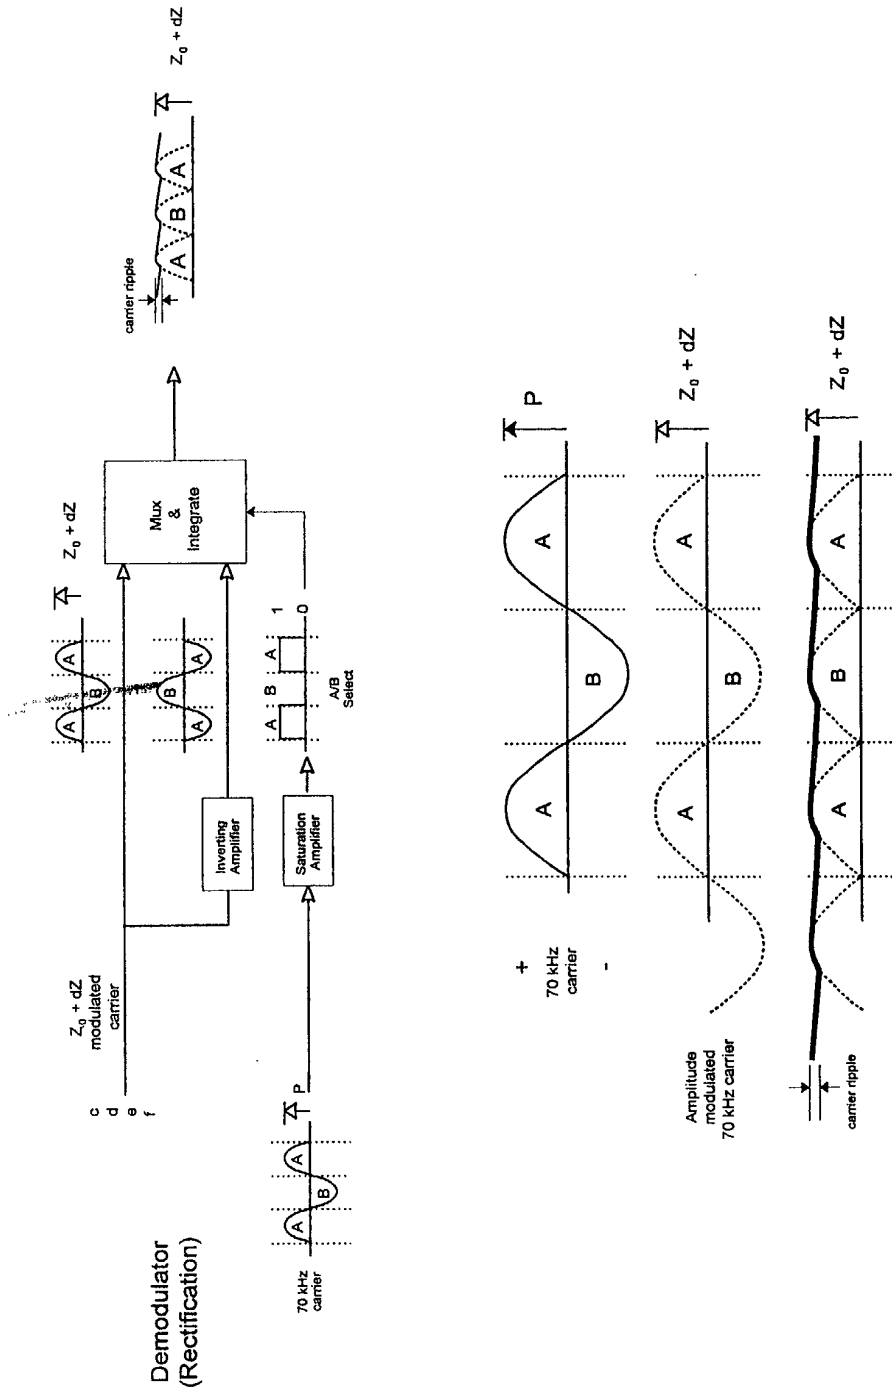 Demodulator
(Rectification)
c
d
e
f
Z₀ + dZ
modulated
carrier
A
B
A
Z₀ + dZ
A
B
A
Inverting
Amplifier
Mux
&
Integrate
carrier ripple
A
B
A
Z₀ + dZ
70 kHz
carrier
A
B
A
P
Saturation
Amplifier
A
B
A
1
0
A/B
Select
+
70 kHz
carrier
-
A
B
A
P
Amplitude
modulated
70 kHz carrier
A
B
A
Z₀ + dZ
carrier ripple
A
B
A
Z₀ + dZ